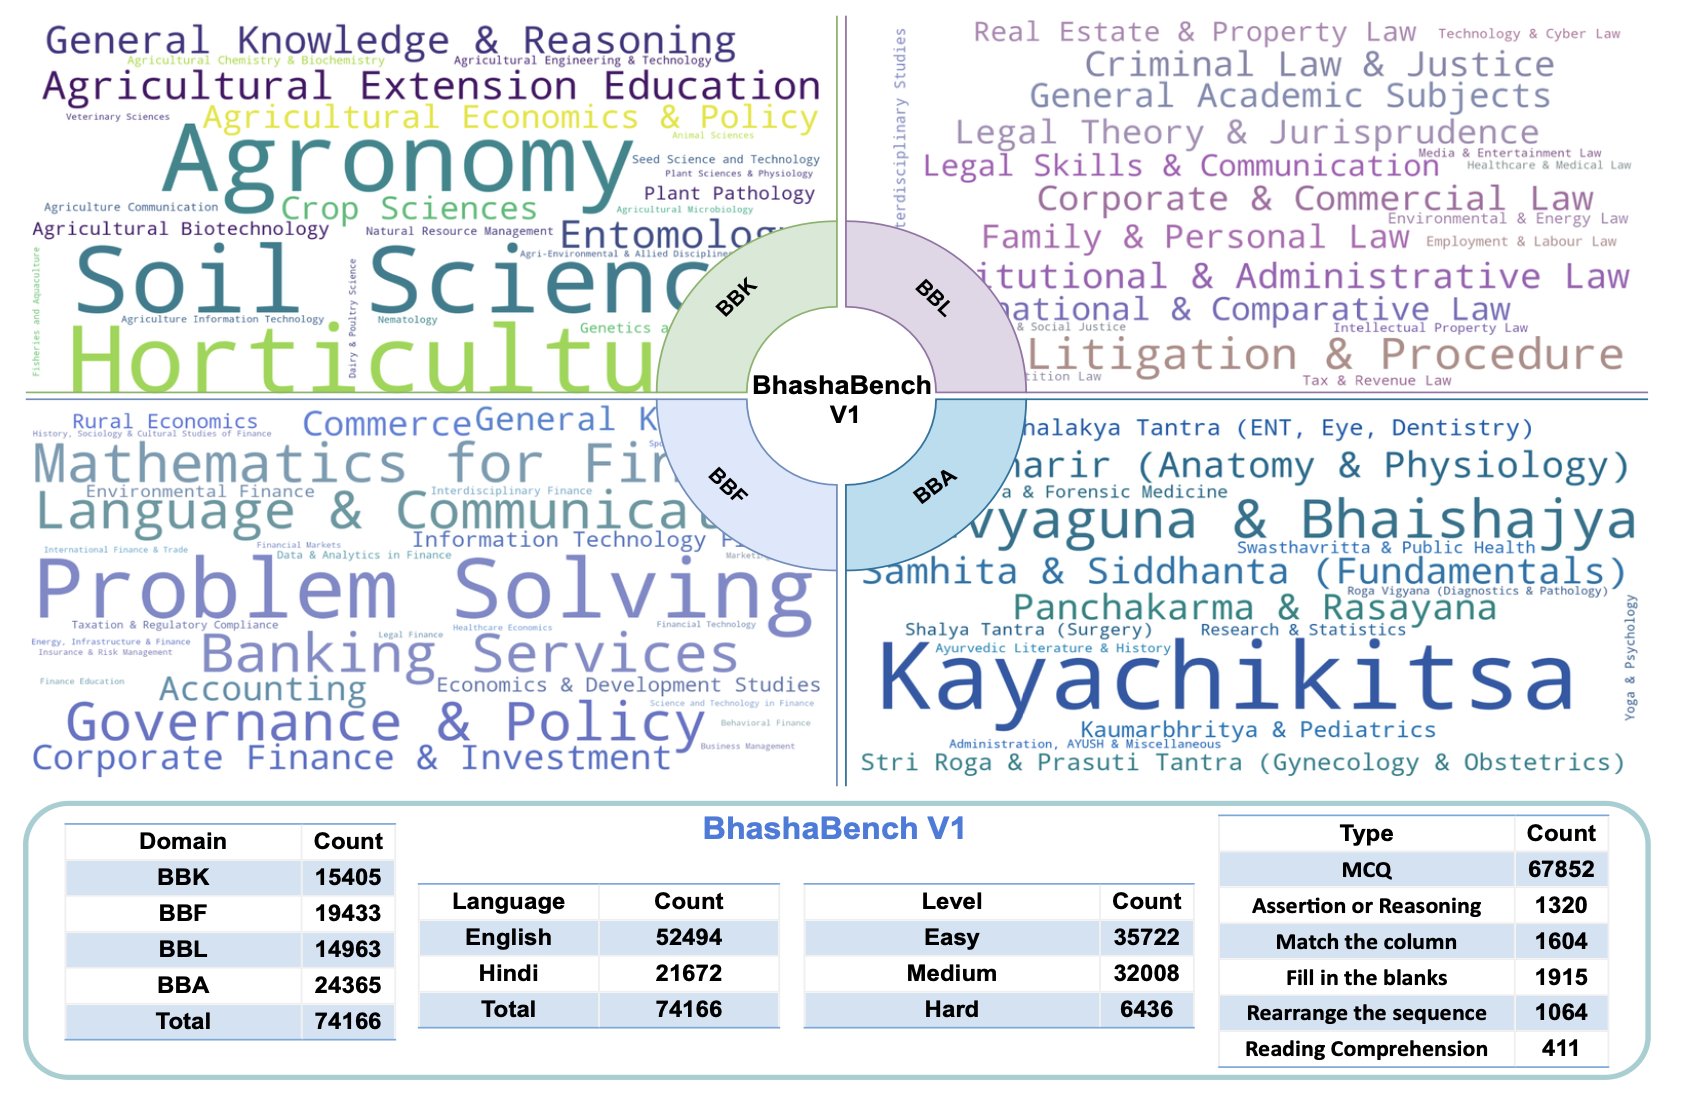 General Knowledge & Reasoning
Agricultural Chemistry & Biochemistry
Agricultural Engineering & Technology
Agricultural Extension Education
Veterinary Sciences
Agricultural Economics & Policy
Animal Sciences
Agronomy
Seed Science and Technology
Plant Sciences & Physiology
Plant Pathology
Agriculture Communication
Crop Sciences
Agricultural Microbiology
Agricultural Biotechnology
Natural Resource Management
Entomolog
Agri-Environmental & Allied Disciplines
Soil Scienc
Fisheries and Aquaculture
Dairy & Poultry Science
Agriculture Information Technology
Nematology
Genetics a
Horticultu
Real Estate & Property Law
Technology & Cyber Law
terdisciplinary Studies
Criminal Law & Justice
General Academic Subjects
Legal Theory & Jurisprudence
Media & Entertainment Law
Legal Skills & Communication
Healthcare & Medical Law
Corporate & Commercial Law
Environmental & Energy Law
Family & Personal Law
Employment & Labour Law
itutional & Administrative Law
national & Comparative Law
& Social Justice
Intellectual Property Law
Litigation & Procedure
tition Law
Tax & Revenue Law
BBK
BBL
BhashaBench
V1
BBF
BBA
Rural Economics
Commerce
General K
History, Sociology & Cultural Studies of Finance
Mathematics for Fin
Environmental Finance
Interdisciplinary Finance
Language & Communicat
Information Technology F
International Finance & Trade
Financial Markets
Data & Analytics in Finance
Marketing
Problem Solving
Taxation & Regulatory Compliance
Healthcare Economics
Financial Technology
Energy, Infrastructure & Finance
Legal Finance
Insurance & Risk Management
Banking Services
Finance Education
Accounting
Economics & Development Studies
Science and Technology in Finance
Governance & Policy
Behavioral Finance
Corporate Finance & Investment
Business Management
halakya Tantra (ENT, Eye, Dentistry)
harir (Anatomy & Physiology)
a & Forensic Medicine
vyaguna & Bhaishajya
Swasthavritta & Public Health
Samhita & Siddhanta (Fundamentals)
Roga Vigyana (Diagnostics & Pathology)
Panchakarma & Rasayana
Shalya Tantra (Surgery)
Research & Statistics
Ayurvedic Literature & History
Yoga & Psychology
Kayachikitsa
Kaumarbhritya & Pediatrics
Administration, AYUSH & Miscellaneous
Stri Roga & Prasuti Tantra (Gynecology & Obstetrics)
BhashaBench V1
Domain Count
BBK 15405
BBF 19433
BBL 14963
BBA 24365
Total 74166
Language Count
English 52494
Hindi 21672
Total 74166
Level Count
Easy 35722
Medium 32008
Hard 6436
Type Count
MCQ 67852
Assertion or Reasoning 1320
Match the column 1604
Fill in the blanks 1915
Rearrange the sequence 1064
Reading Comprehension 411